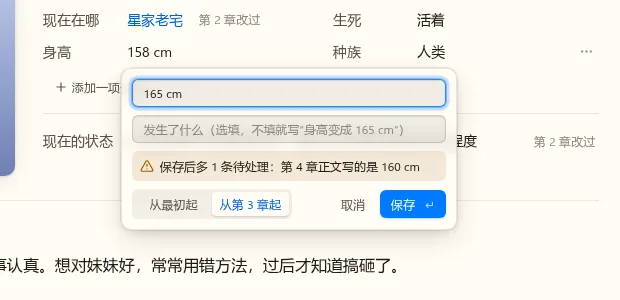 现在在哪 星家老宅 第 2 章改过 生死 活着
身高 158 cm 种族 人类 ···
+ 添加一项
165 cm
发生了什么（选填，不填就写“身高变成 165 cm”）
现在的状态 程度 第 2 章改过
保存后多 1 条待处理：第 4 章正文写的是 160 cm
从最初起 从第 3 章起 取消 保存 ↵
事认真。想对妹妹好，常常用错方法，过后才知道搞砸了。